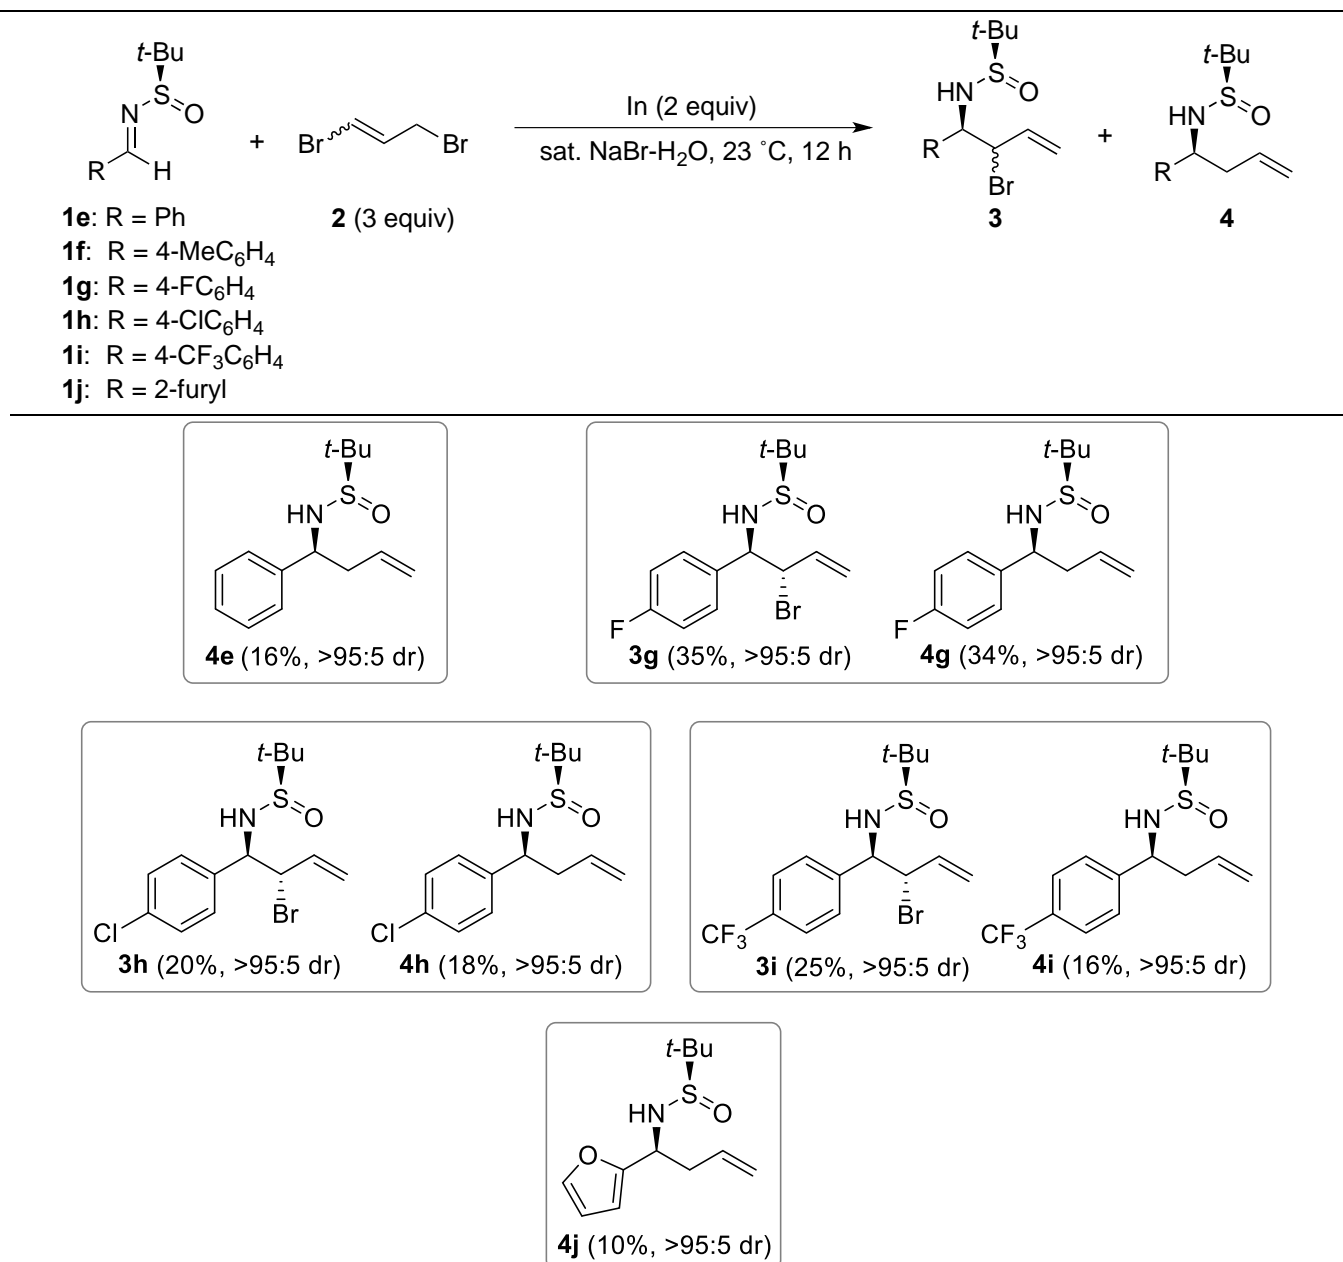 t-Bu
N
S
O
R
H
+
Br
Br
In (2 equiv)
sat. NaBr-H2O, 23 ˚C, 12 h
t-Bu
HN
S
O
R
Br
+
t-Bu
HN
S
O
R
1e: R = Ph
2 (3 equiv)
3
4
1f: R = 4-MeC6H4
1g: R = 4-FC6H4
1h: R = 4-ClC6H4
1i: R = 4-CF3C6H4
1j: R = 2-furyl
t-Bu
HN
S
O
4e (16%, >95:5 dr)
t-Bu
HN
S
O
Br
F
3g (35%, >95:5 dr)
t-Bu
HN
S
O
F
4g (34%, >95:5 dr)
t-Bu
HN
S
O
Br
Cl
3h (20%, >95:5 dr)
t-Bu
HN
S
O
Cl
4h (18%, >95:5 dr)
t-Bu
HN
S
O
Br
CF3
3i (25%, >95:5 dr)
t-Bu
HN
S
O
CF3
4i (16%, >95:5 dr)
t-Bu
HN
S
O
O
4j (10%, >95:5 dr)